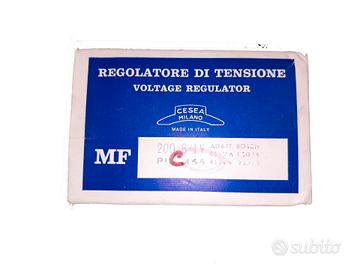 REGOLATORE DI TENSIONE
VOLTAGE REGULATOR
CESEA
MILANO
MADE IN ITALY
MF
C
subito